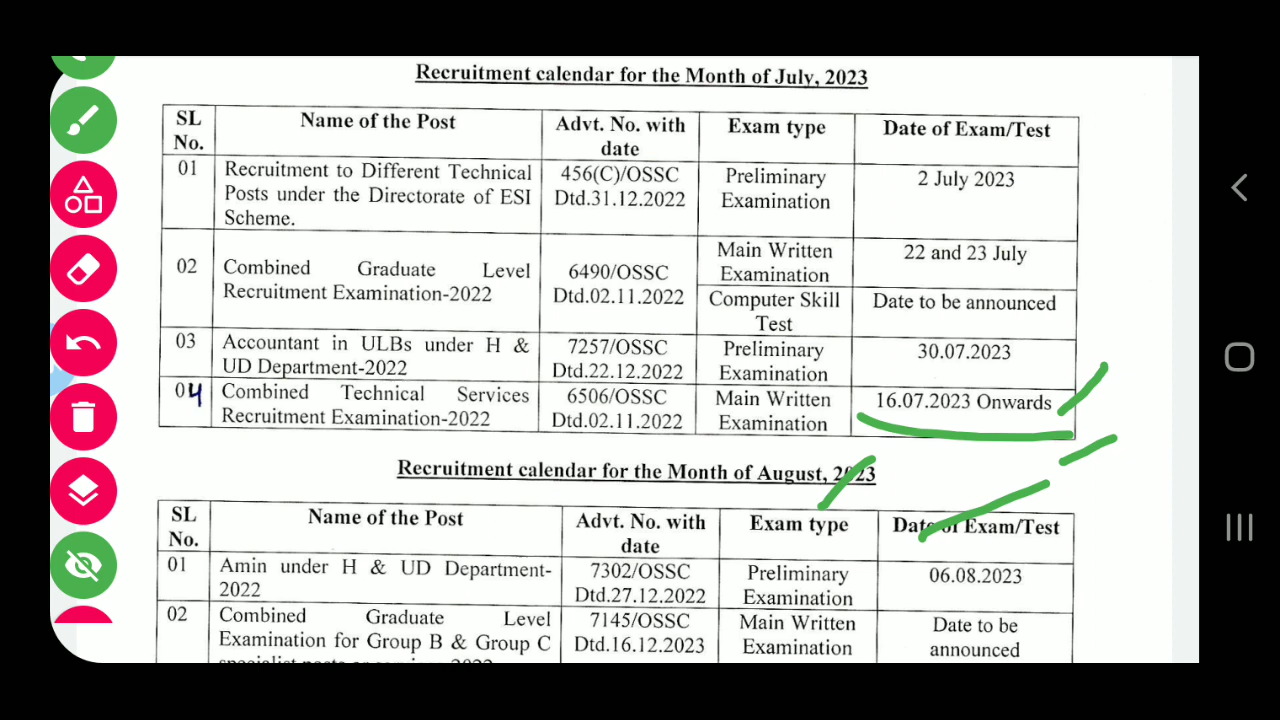 Recruitment calendar for the Month of July, 2023
SL No. Name of the Post Advt. No. with date Exam type Date of Exam/Test
01 Recruitment to Different Technical Posts under the Directorate of ESI Scheme. 456(C)/OSSC Dtd.31.12.2022 Preliminary Examination 2 July 2023
02 Combined Graduate Level Recruitment Examination-2022 6490/OSSC Dtd.02.11.2022 Main Written Examination 22 and 23 July
Computer Skill Test Date to be announced
03 Accountant in ULBs under H & UD Department-2022 7257/OSSC Dtd.22.12.2022 Preliminary Examination 30.07.2023
04 Combined Technical Services Recruitment Examination-2022 6506/OSSC Dtd.02.11.2022 Main Written Examination 16.07.2023 Onwards
Recruitment calendar for the Month of August, 2023
SL No. Name of the Post Advt. No. with date Exam type Date of Exam/Test
01 Amin under H & UD Department-2022 7302/OSSC Dtd.27.12.2022 Preliminary Examination 06.08.2023
02 Combined Graduate Level Examination for Group B & Group C 7145/OSSC Dtd.16.12.2023 Main Written Examination Date to be announced